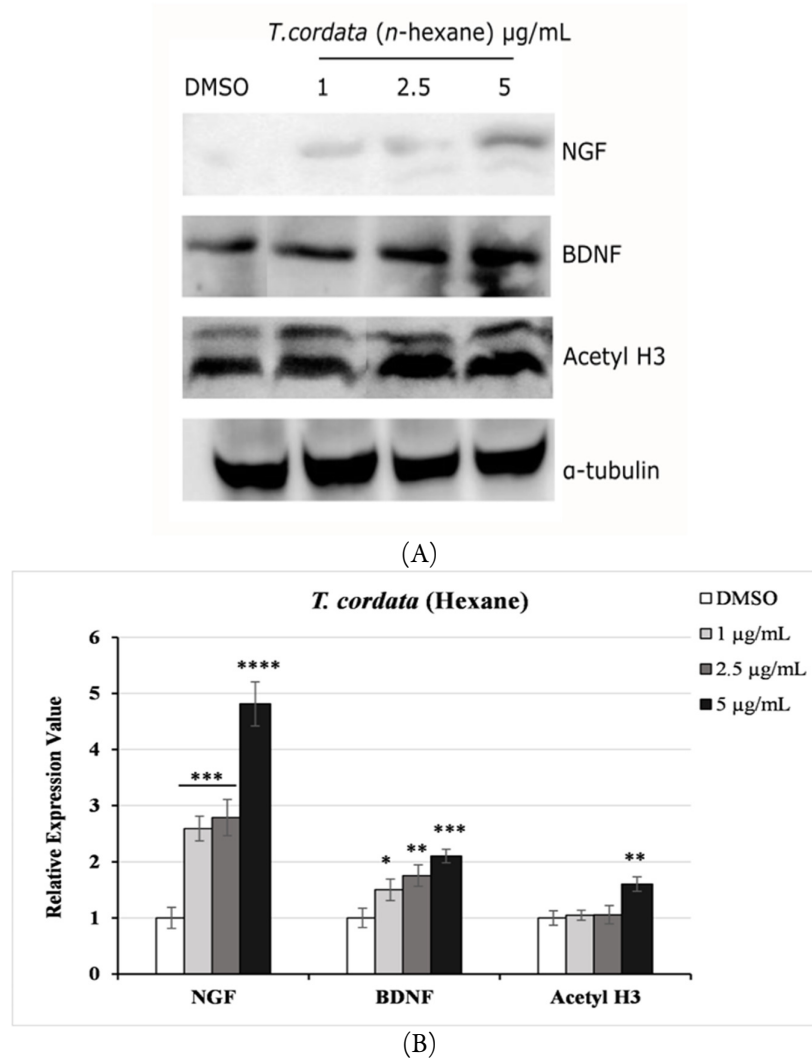 T.cordata (n-hexane) µg/mL
DMSO 1 2.5 5
NGF
BDNF
Acetyl H3
α-tubulin
(A)
T. cordata (Hexane)
DMSO
1 µg/mL
2.5 µg/mL
5 µg/mL
Relative Expression Value
6
5
4
3
2
1
0
***
****
*
**
***
**
NGF BDNF Acetyl H3
(B)